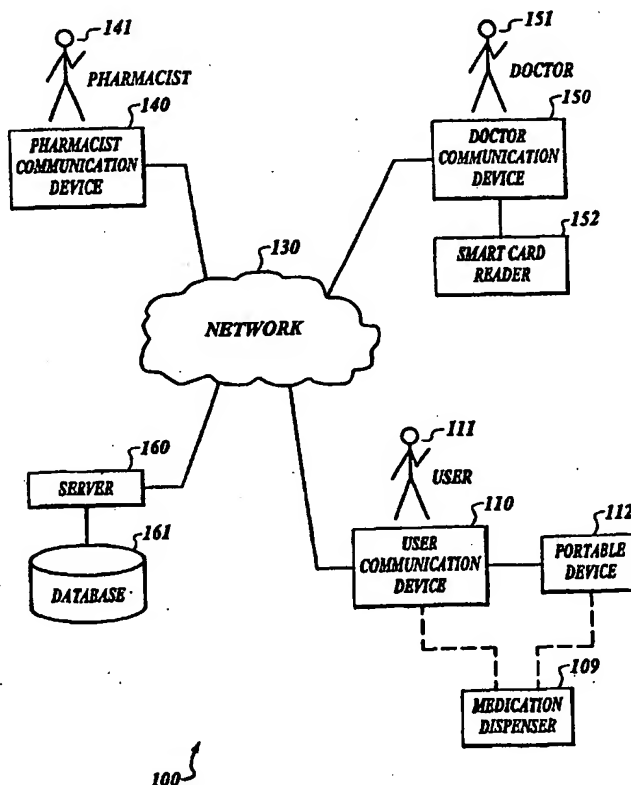 141
PHARMACIST
140
PHARMACIST
COMMUNICATION
DEVICE
151
DOCTOR
150
DOCTOR
COMMUNICATION
DEVICE
152
SMART CARD
READER
130
NETWORK
160
SERVER
161
DATABASE
111
USER
110
USER
COMMUNICATION
DEVICE
112
PORTABLE
DEVICE
109
MEDICATION
DISPENSER
100